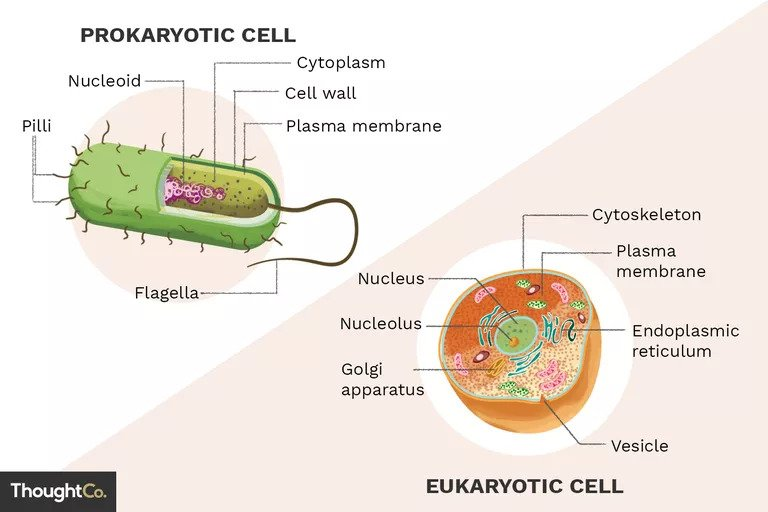 PROKARYOTIC CELL
Cytoplasm
Nucleoid
Cell wall
Pilli
Plasma membrane
Flagella
Cytoskeleton
Plasma
membrane
Nucleus
Nucleolus
Endoplasmic
reticulum
Golgi
apparatus
Vesicle
EUKARYOTIC CELL
ThoughtCo.